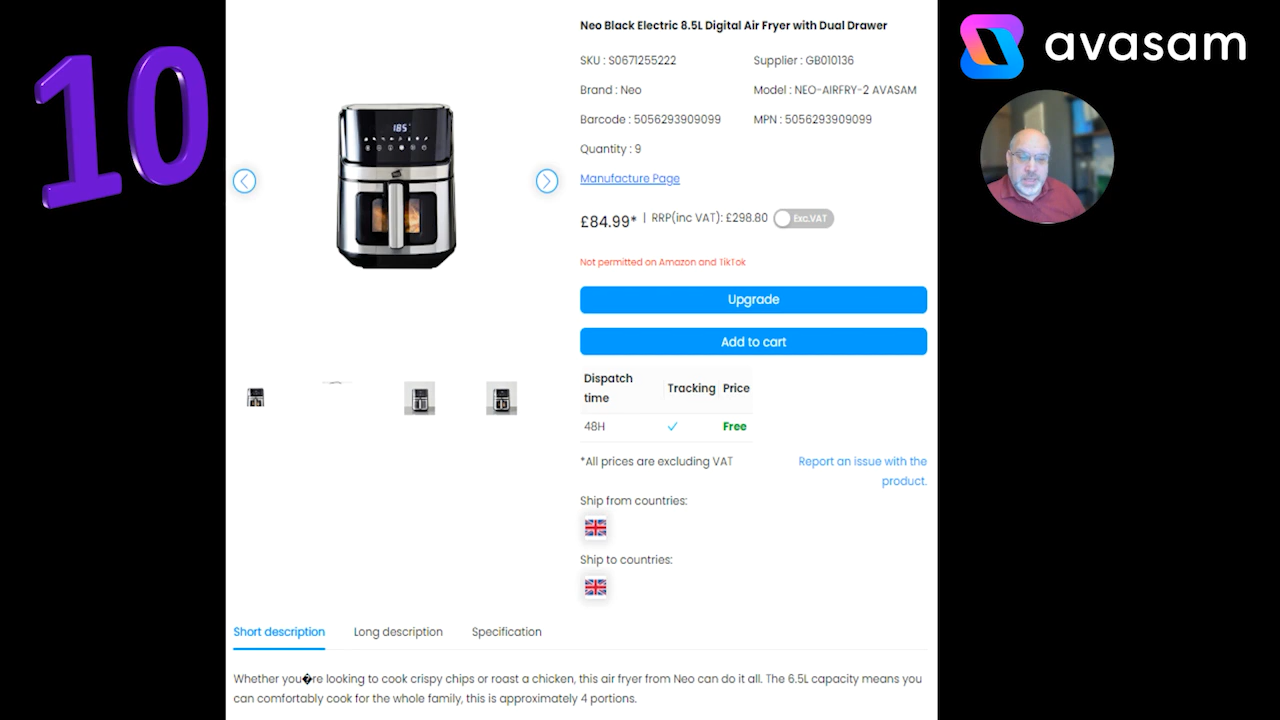 10
avasam
Neo Black Electric 8.5L Digital Air Fryer with Dual Drawer
SKU : S0671255222
Supplier : GB010136
Brand : Neo
Model : NEO-AIRFRY-2 AVASAM
Barcode : 5056293909099
MPN : 5056293909099
Quantity : 9
Manufacture Page
£84.99* | RRP(inc VAT): £298.80 Exc.VAT
Not permitted on Amazon and TikTok
Upgrade
Add to cart
Dispatch time
Tracking
Price
48H
Free
*All prices are excluding VAT
Report an issue with the
product.
Ship from countries:
Ship to countries:
Short description
Long description
Specification
Whether you�re looking to cook crispy chips or roast a chicken, this air fryer from Neo can do it all. The 6.5L capacity means you
can comfortably cook for the whole family, this is approximately 4 portions.
185